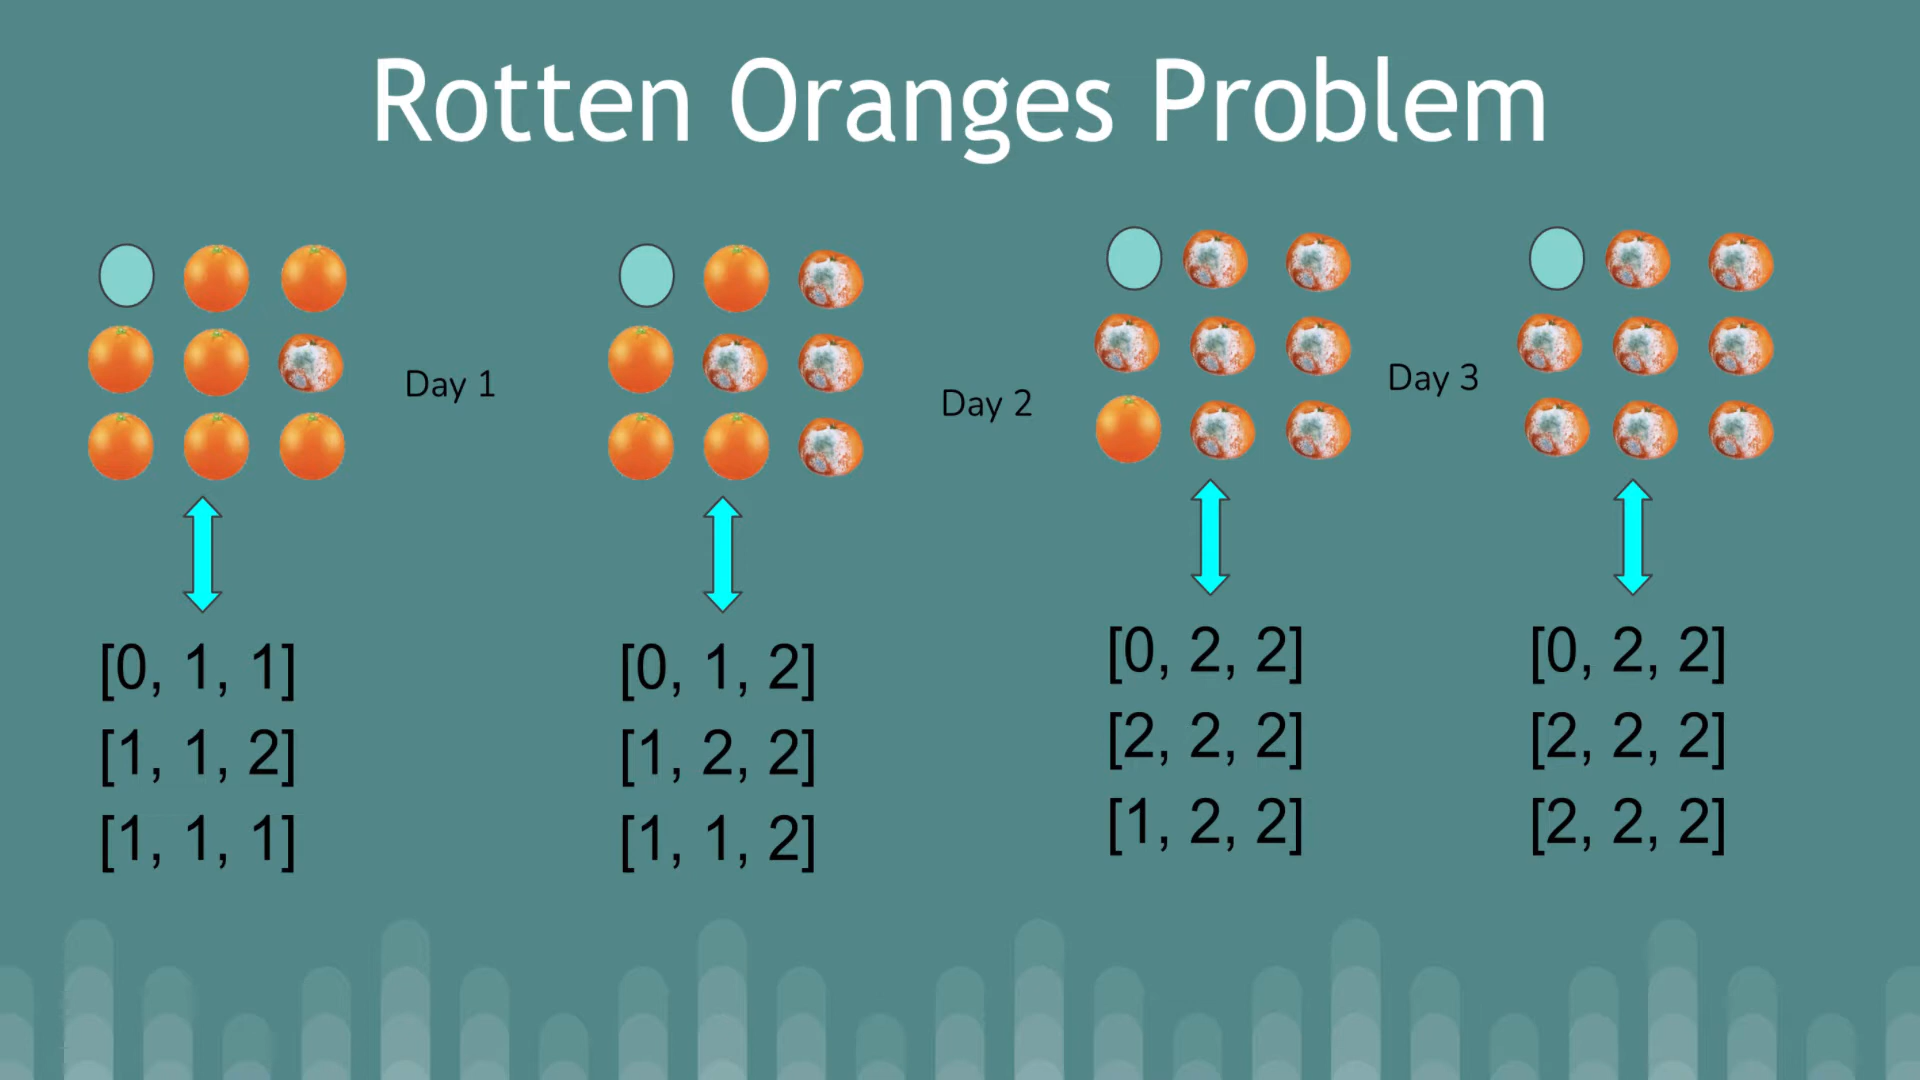 Rotten Oranges Problem
Day 1
Day 2
Day 3
[0, 1, 1]
[1, 1, 2]
[1, 1, 1]
[0, 1, 2]
[1, 2, 2]
[1, 1, 2]
[0, 2, 2]
[2, 2, 2]
[1, 2, 2]
[0, 2, 2]
[2, 2, 2]
[2, 2, 2]